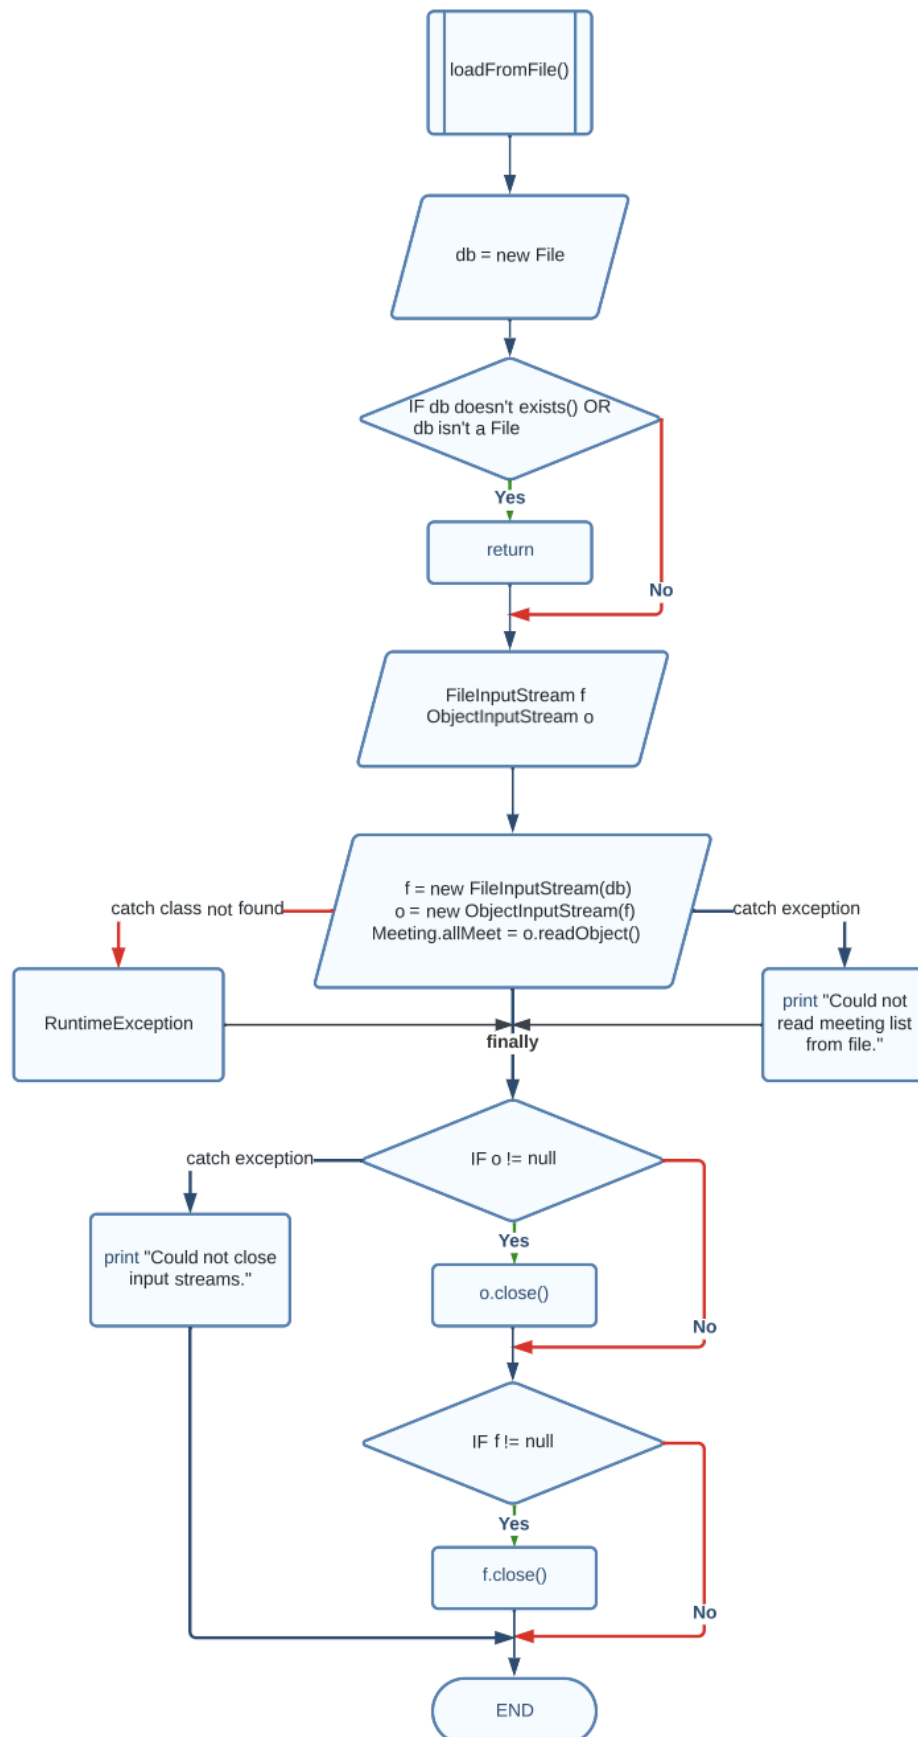 loadFromFile()
db = new File
IF db doesn't exists() OR
db isn't a File
Yes
return
No
FileInputStream f
ObjectInputStream o
f = new FileInputStream(db)
o = new ObjectInputStream(f)
Meeting.allMeet = o.readObject()
catch class not found
catch exception
RuntimeException
print "Could not
read meeting list
from file."
finally
IF o != null
catch exception
print "Could not close
input streams."
Yes
o.close()
No
IF f != null
Yes
f.close()
No
END